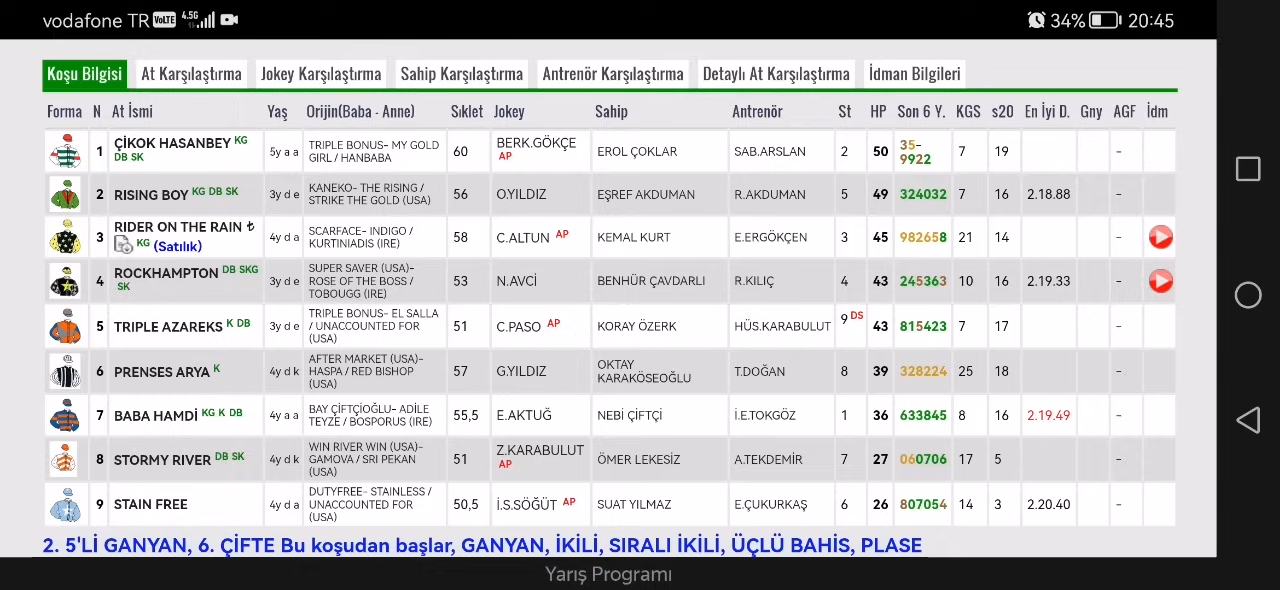 vodafone TR VoLTE 4.5G 34% 20:45
Koşu Bilgisi At Karşılaştırma Jokey Karşılaştırma Sahip Karşılaştırma Antrenör Karşılaştırma Detaylı At Karşılaştırma İdman Bilgileri
Forma N At İsmi Yaş Orijin(Baba - Anne) Sıklet Jokey Sahip Antrenör St HP Son 6 Y. KGS s20 En İyi D. Gny AGF İdm
1 ÇİKOK HASANBEY KG DB SK 5y a a TRIPLE BONUS- MY GOLD GIRL / HANBABA 60 BERK.GÖKÇE AP EROL ÇOKLAR SAB.ARSLAN 2 50 35-9922 7 19 -
2 RISING BOY KG DB SK 3y d e KANEKO- THE RISING / STRIKE THE GOLD (USA) 56 O.YILDIZ EŞREF AKDUMAN R.AKDUMAN 5 49 324032 7 16 2.18.88 -
3 RIDER ON THE RAIN ₺ KG (Satılık) 4y d a SCARFACE- INDIGO / KURTINIADIS (IRE) 58 C.ALTUN AP KEMAL KURT E.ERGÖKÇEN 3 45 982658 21 14 -
4 ROCKHAMPTON DB SKG SK 3y d e SUPER SAVER (USA)- ROSE OF THE BOSS / TOBOUGG (IRE) 53 N.AVCİ BENHÜR ÇAVDARLI R.KILIÇ 4 43 245363 10 16 2.19.33 -
5 TRIPLE AZAREKS K DB 3y d e TRIPLE BONUS- EL SALLA / UNACCOUNTED FOR (USA) 51 C.PASO AP KORAY ÖZERK HÜS.KARABULUT 9 DS 43 815423 7 17 -
6 PRENSES ARYA K 4y d k AFTER MARKET (USA)- HASPA / RED BISHOP (USA) 57 G.YILDIZ OKTAY KARAKÖSEOĞLU T.DOĞAN 8 39 328224 25 18 -
7 BABA HAMDİ KG K DB 4y a a BAY ÇİFTÇİOĞLU- ADİLE TEYZE / BOSPORUS (IRE) 55,5 E.AKTUĞ NEBİ ÇİFTÇİ İ.E.TOKGÖZ 1 36 633845 8 16 2.19.49 -
8 STORMY RIVER DB SK 4y d k WIN RIVER WIN (USA)- GAMOVA / SRI PEKAN (USA) 51 Z.KARABULUT AP ÖMER LEKESİZ A.TEKDEMİR 7 27 060706 17 5 -
9 STAIN FREE 4y d a DUTYFREE- STAINLESS / UNACCOUNTED FOR (USA) 50,5 İ.S.SÖĞÜT AP SUAT YILMAZ E.ÇUKURKAŞ 6 26 807054 14 3 2.20.40 -
2. 5'Lİ GANYAN, 6. ÇİFTE Bu koşudan başlar, GANYAN, İKİLİ, SIRALI İKİLİ, ÜÇLÜ BAHİS, PLASE
Yarış Programı